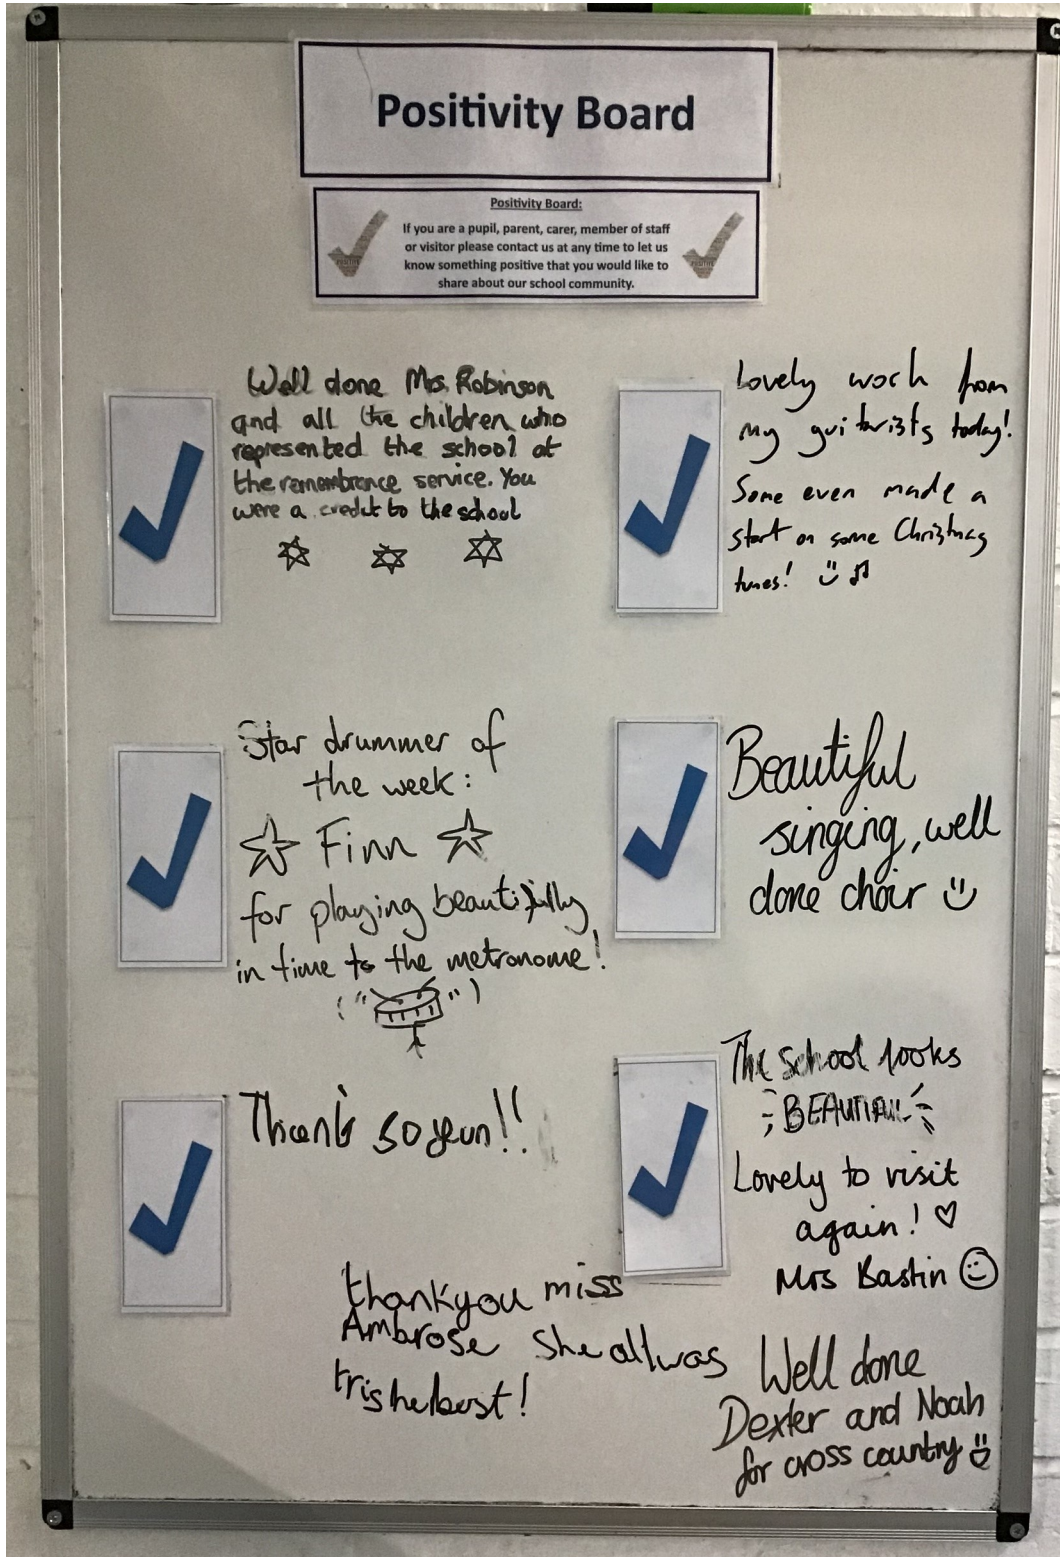 Positivity Board
Positivity Board:
If you are a pupil, parent, carer, member of staff
or visitor please contact us at any time to let us
know something positive that you would like to
share about our school community.
Well done Mrs. Robinson
and all the children who
represented the school at
the remembrance service. You
were a credit to the school
Lovely work from
my guitarists today!
Some even made a
start on some Christmas
tunes!
Star drummer of
the week:
Finn
for playing beautifully
in time to the metronome!
Beautiful
singing, well
done choir
The school looks
BEAUTIFUL
Lovely to visit
again!
Mrs Bastin
thankyou miss
Ambrose She allwas
Well done
Dexter and Noah
for cross country